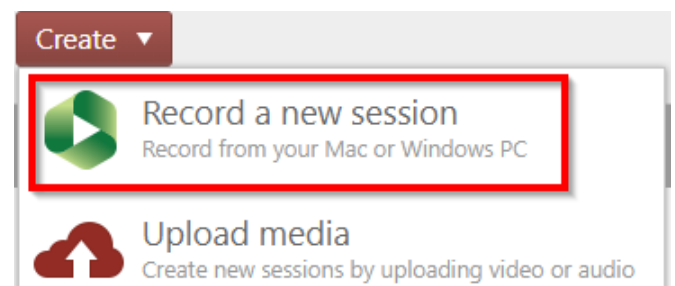 Create
Record a new session
Record from your Mac or Windows PC
Upload media
Create new sessions by uploading video or audio